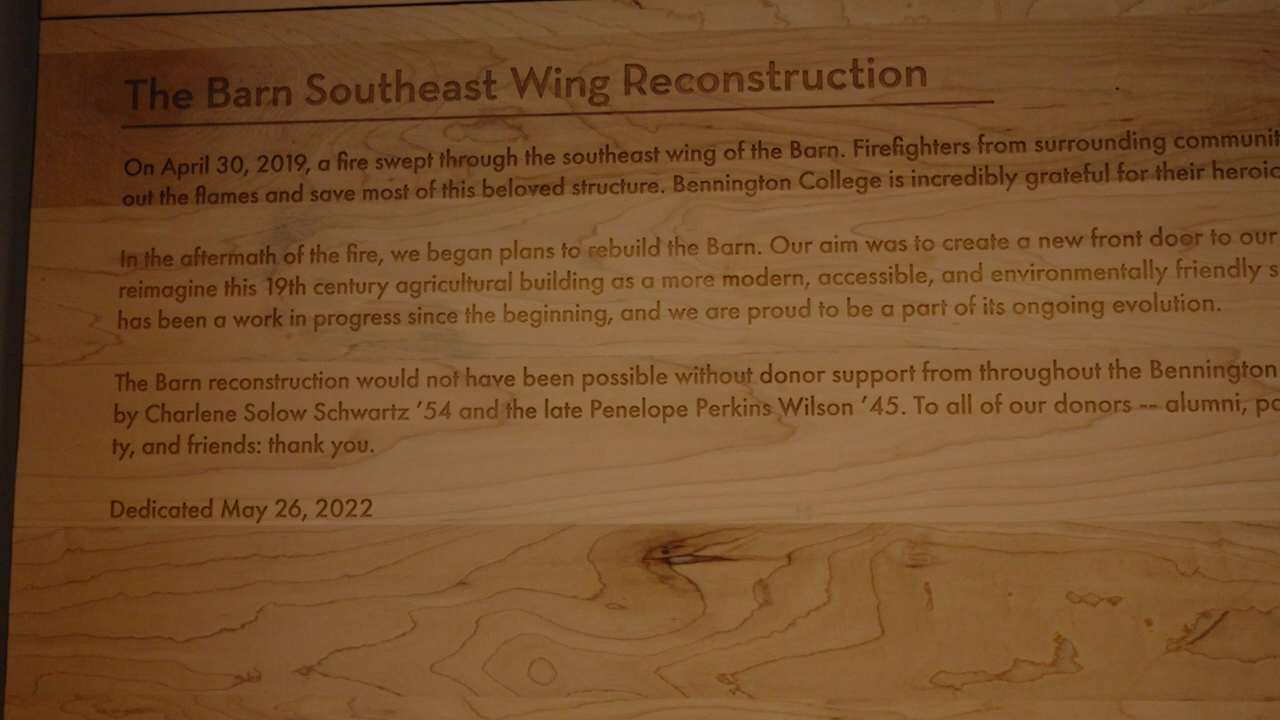 The Barn Southeast Wing Reconstruction
On April 30, 2019, a fire swept through the southeast wing of the Barn. Firefighters from surrounding communit
out the flames and save most of this beloved structure. Bennington College is incredibly grateful for their heroic
In the aftermath of the fire, we began plans to rebuild the Barn. Our aim was to create a new front door to our
reimagine this 19th century agricultural building as a more modern, accessible, and environmentally friendly s
has been a work in progress since the beginning, and we are proud to be a part of its ongoing evolution.
The Barn reconstruction would not have been possible without donor support from throughout the Bennington
by Charlene Solow Schwartz '54 and the late Penelope Perkins Wilson '45. To all of our donors -- alumni, pa
ty, and friends: thank you.
Dedicated May 26, 2022